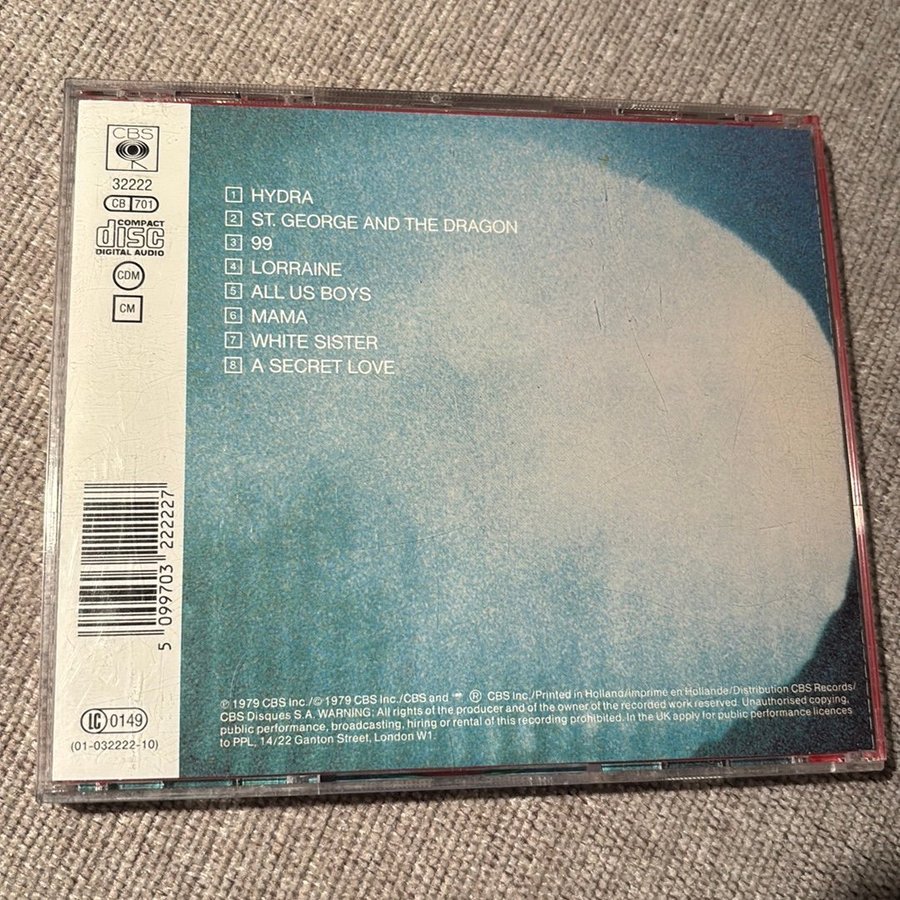 CBS
32222
CB 701
COMPACT
disc
DIGITAL AUDIO
CDM
CM
1 HYDRA
2 ST. GEORGE AND THE DRAGON
3 99
4 LORRAINE
5 ALL US BOYS
6 MAMA
7 WHITE SISTER
8 A SECRET LOVE
5 099703 222227
LC 0149
(01-032222-10)
℗ 1979 CBS Inc./© 1979 CBS Inc./CBS and ® CBS Inc./Printed in Holland/imprimé en Hollande/Distribution CBS Records/
CBS Disques S.A. WARNING: All rights of the producer and of the owner of the recorded work reserved. Unauthorised copying,
public performance, broadcasting, hiring or rental of this recording prohibited. In the UK apply for public performance licences
to PPL, 14/22 Ganton Street, London W1.